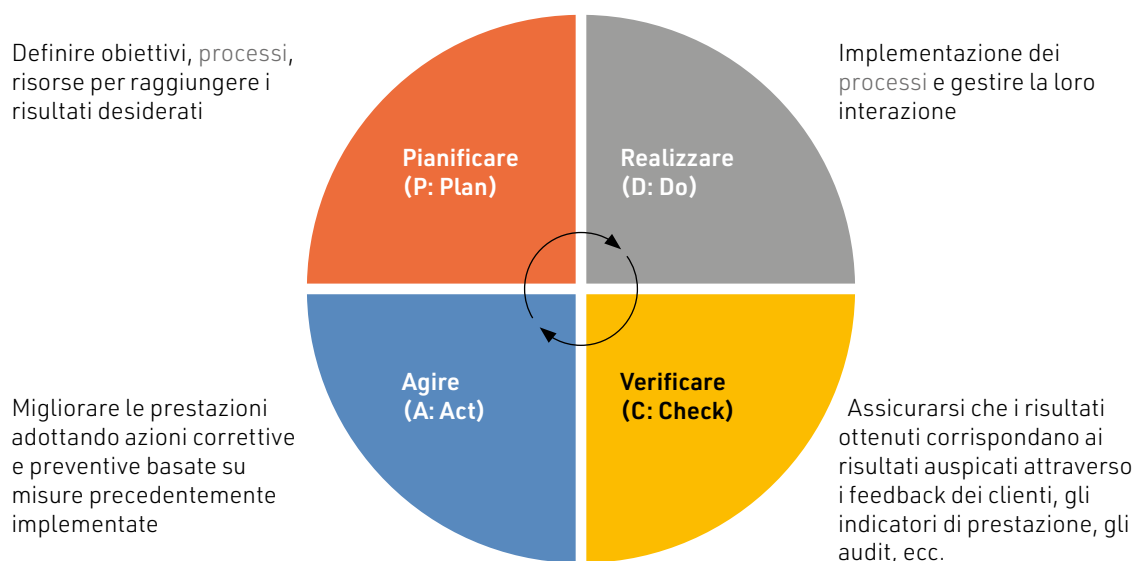 Definire obiettivi, processi,
risorse per raggiungere i
risultati desiderati
Pianificare
(P: Plan)
Realizzare
(D: Do)
Implementazione dei
processi e gestire la loro
interazione
Migliorare le prestazioni
adottando azioni correttive
e preventive basate su
misure precedentemente
implementate
Agire
(A: Act)
Verificare
(C: Check)
Assicurarsi che i risultati
ottenuti corrispondano ai
risultati auspicati attraverso
i feedback dei clienti, gli
indicatori di prestazione, gli
audit, ecc.